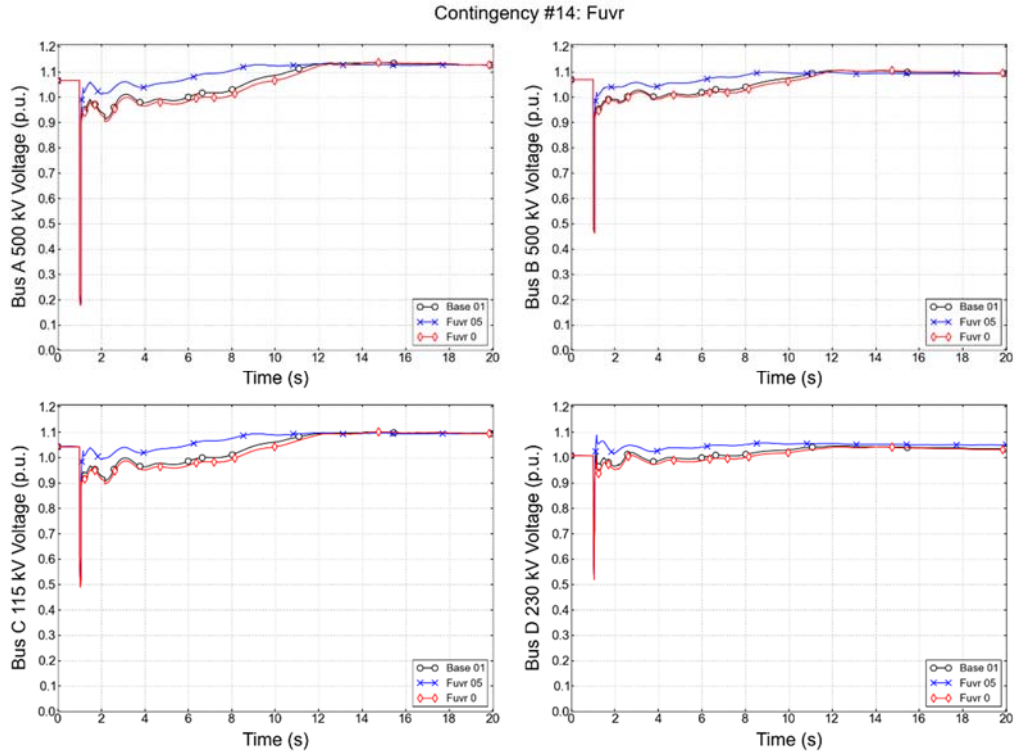 Contingency #14: Fuvr
Bus A 500 kV Voltage (p.u.)
1.2
1.1
1.0
0.9
0.8
0.7
0.6
0.5
0.4
0.3
0.2
0.1
0.0
Base 01
Fuvr 05
Fuvr 0
0 2 4 6 8 10 12 14 16 18 20
Time (s)
Bus B 500 kV Voltage (p.u.)
1.2
1.1
1.0
0.9
0.8
0.7
0.6
0.5
0.4
0.3
0.2
0.1
0.0
Base 01
Fuvr 05
Fuvr 0
0 2 4 6 8 10 12 14 16 18 20
Time (s)
Bus C 115 kV Voltage (p.u.)
1.2
1.1
1.0
0.9
0.8
0.7
0.6
0.5
0.4
0.3
0.2
0.1
0.0
Base 01
Fuvr 05
Fuvr 0
0 2 4 6 8 10 12 14 16 18 20
Time (s)
Bus D 230 kV Voltage (p.u.)
1.2
1.1
1.0
0.9
0.8
0.7
0.6
0.5
0.4
0.3
0.2
0.1
0.0
Base 01
Fuvr 05
Fuvr 0
0 2 4 6 8 10 12 14 16 18 20
Time (s)